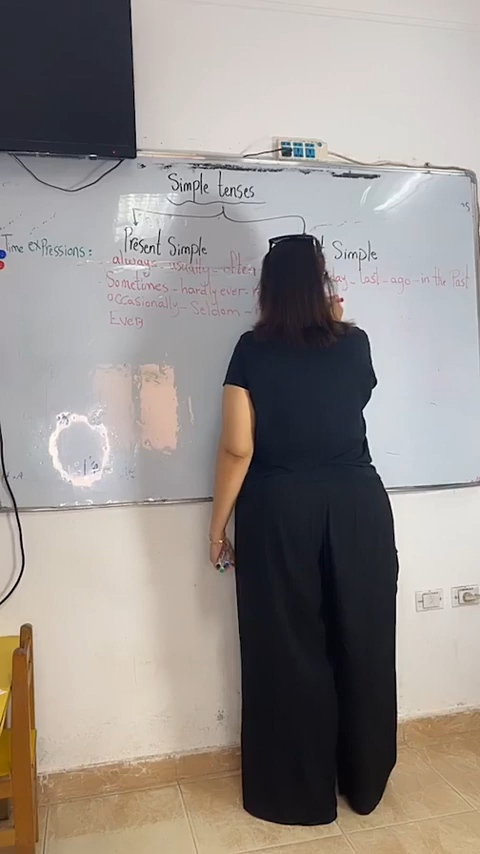 Simple tenses
Present Simple Simple
Time expressions:
always - usually - often - last - ago - in the Past
Sometimes - hardly ever -
occasionally - Seldom -
Every